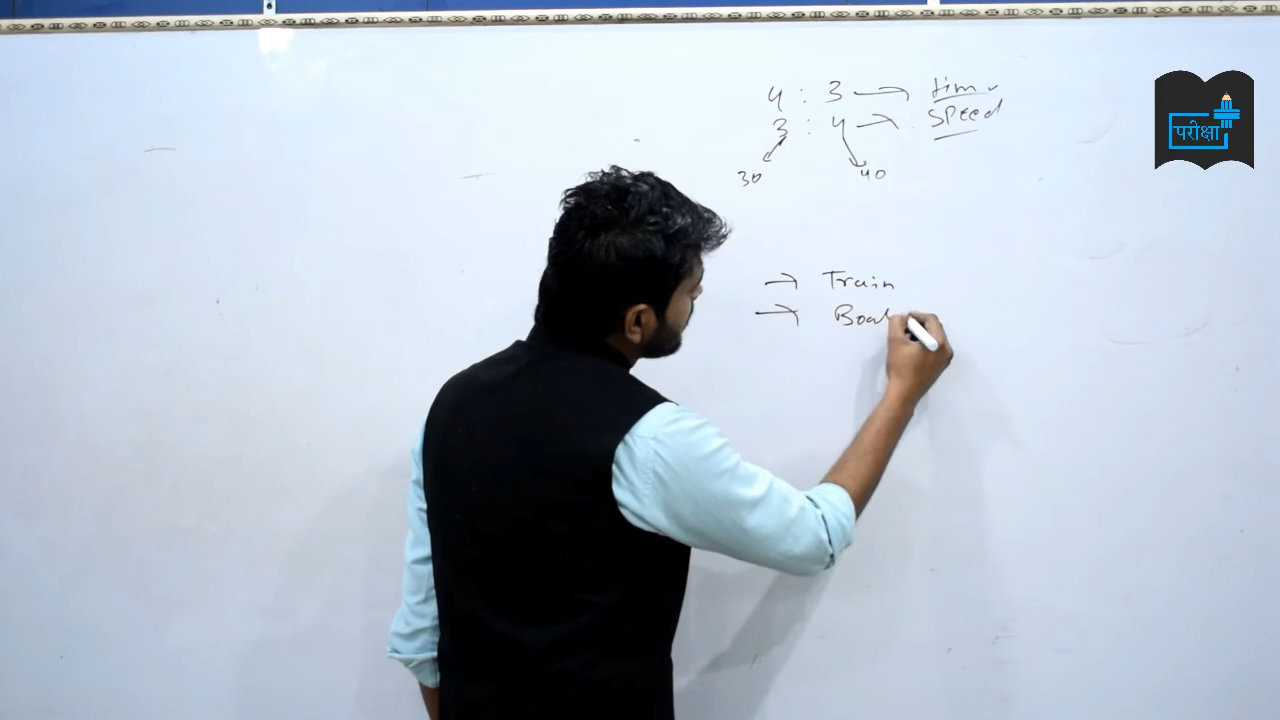 4 : 3 → time
3 : 4 → speed
30 40
→ Train
→ Boat
परीक्षा